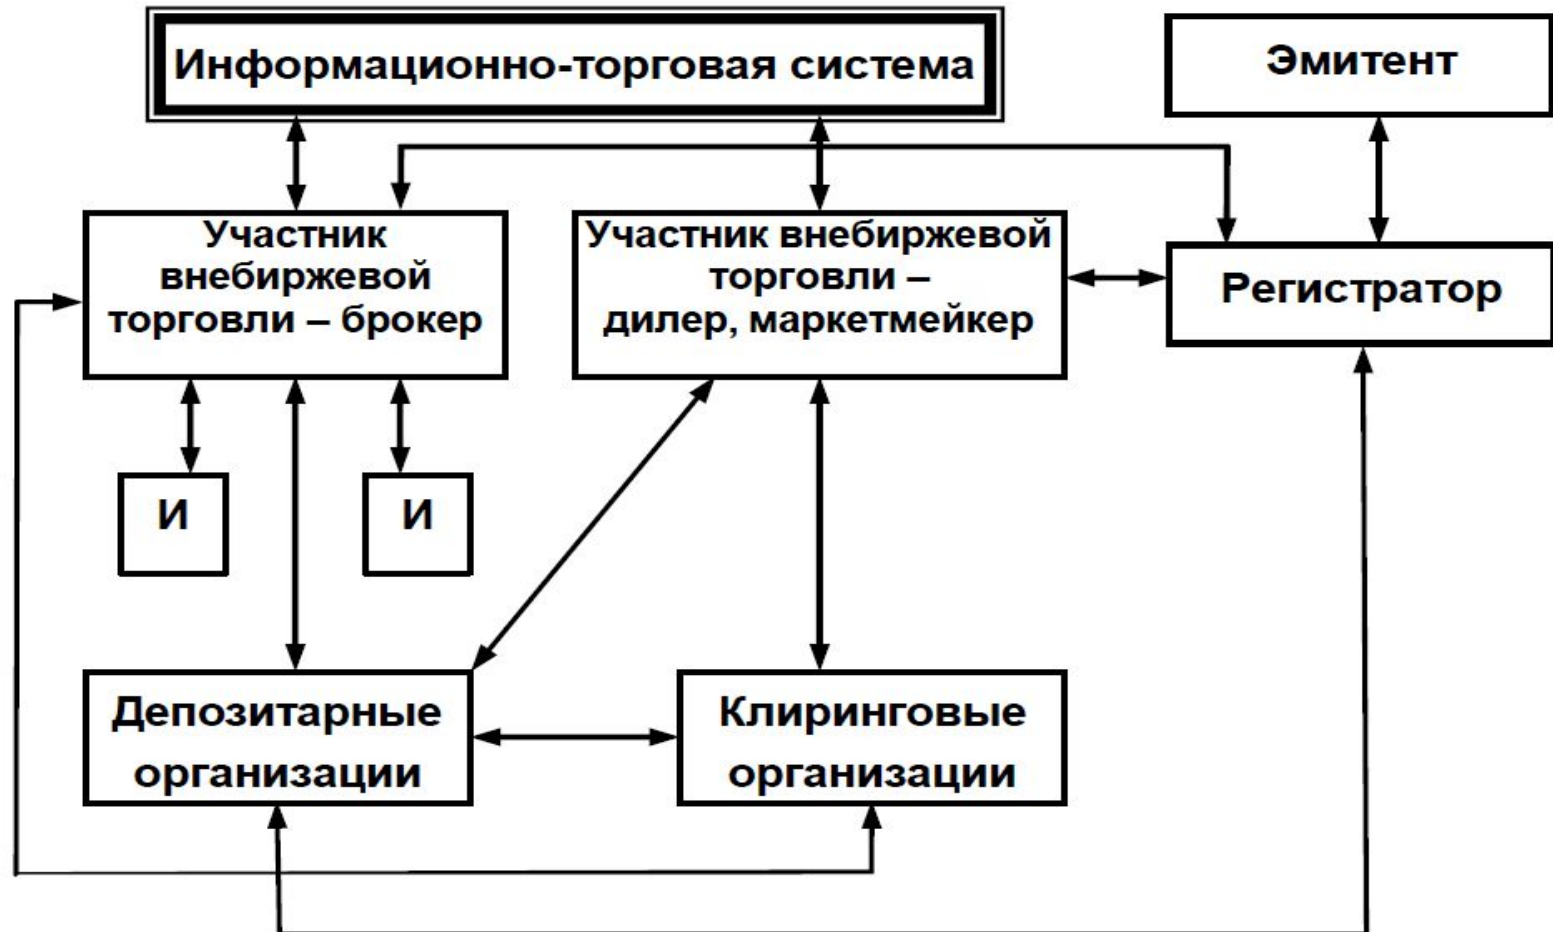 Информационно-торговая система
Эмитент
Участник
внебиржевой
торговли – брокер
Участник внебиржевой
торговли –
дилер, маркетмейкер
Регистратор
И
И
Депозитарные
организации
Клиринговые
организации